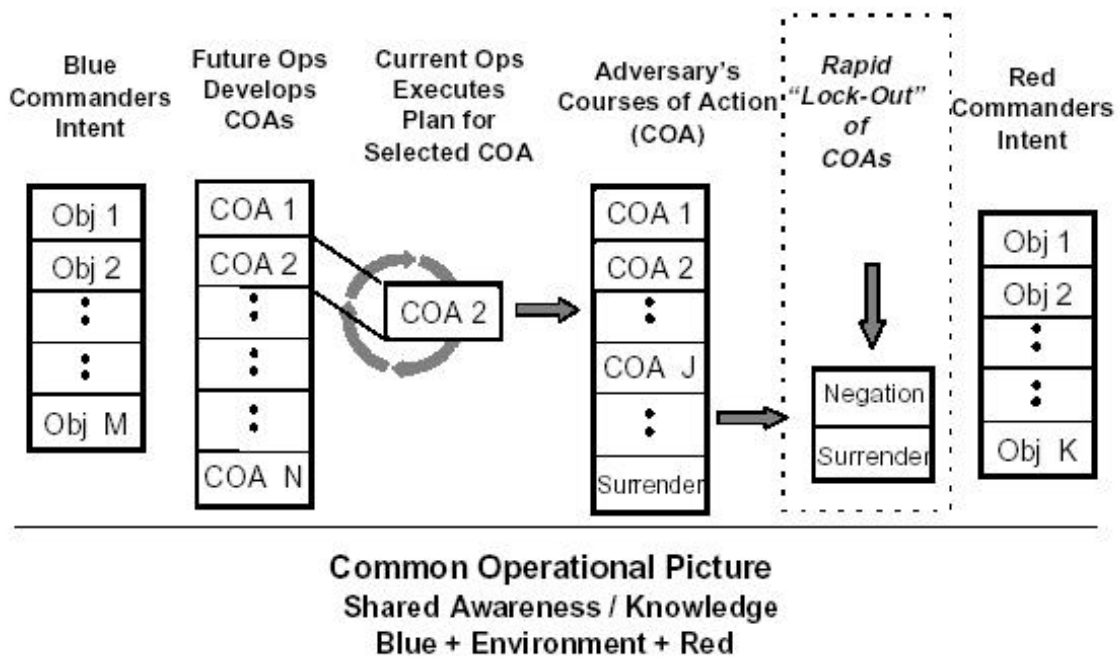 Blue
Commanders
Intent
Obj 1
Obj 2
Obj M
Future Ops
Develops
COAs
COA 1
COA 2
COA N
Current Ops
Executes
Plan for
Selected COA
COA 2
Adversary's
Courses of Action
(COA)
COA 1
COA 2
COA J
Surrender
Rapid
“Lock-Out”
of
COAs
Negation
Surrender
Red
Commanders
Intent
Obj 1
Obj 2
Obj K
Common Operational Picture
Shared Awareness / Knowledge
Blue + Environment + Red